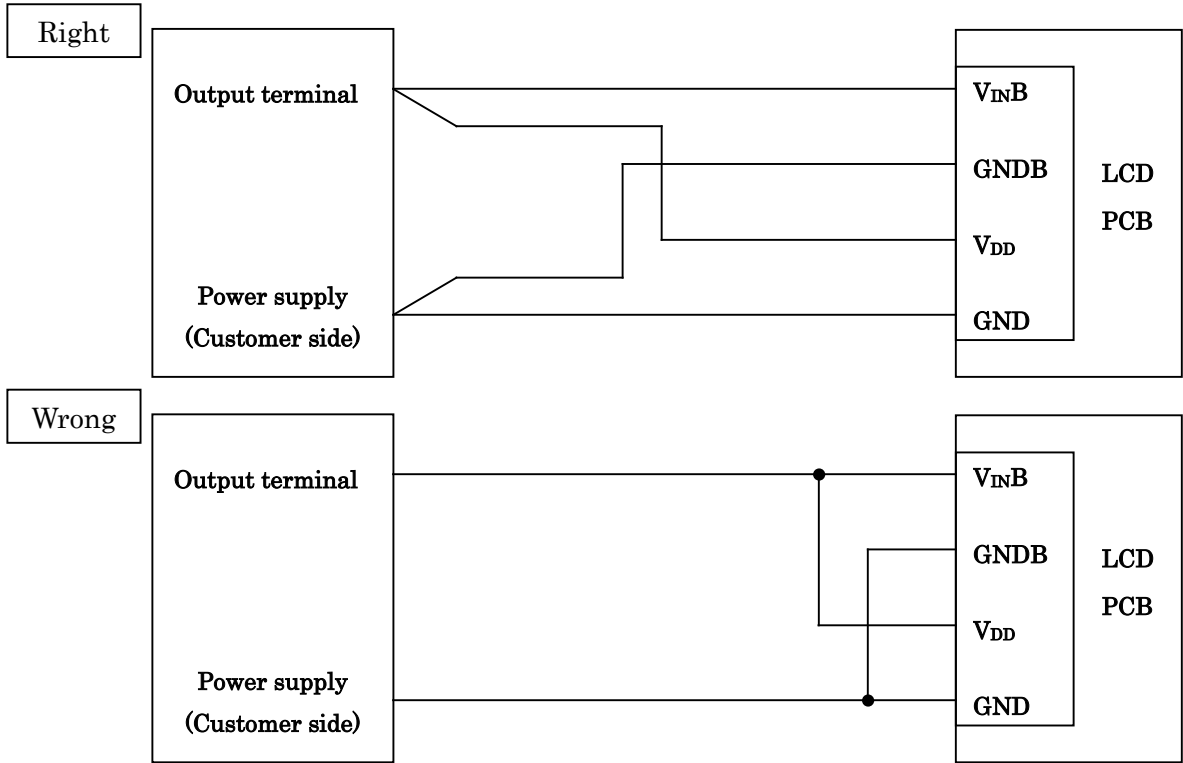 Right
Output terminal
Power supply
(Customer side)
VINB
GNDB
VDD
GND
LCD
PCB
Wrong
Output terminal
Power supply
(Customer side)
VINB
GNDB
VDD
GND
LCD
PCB